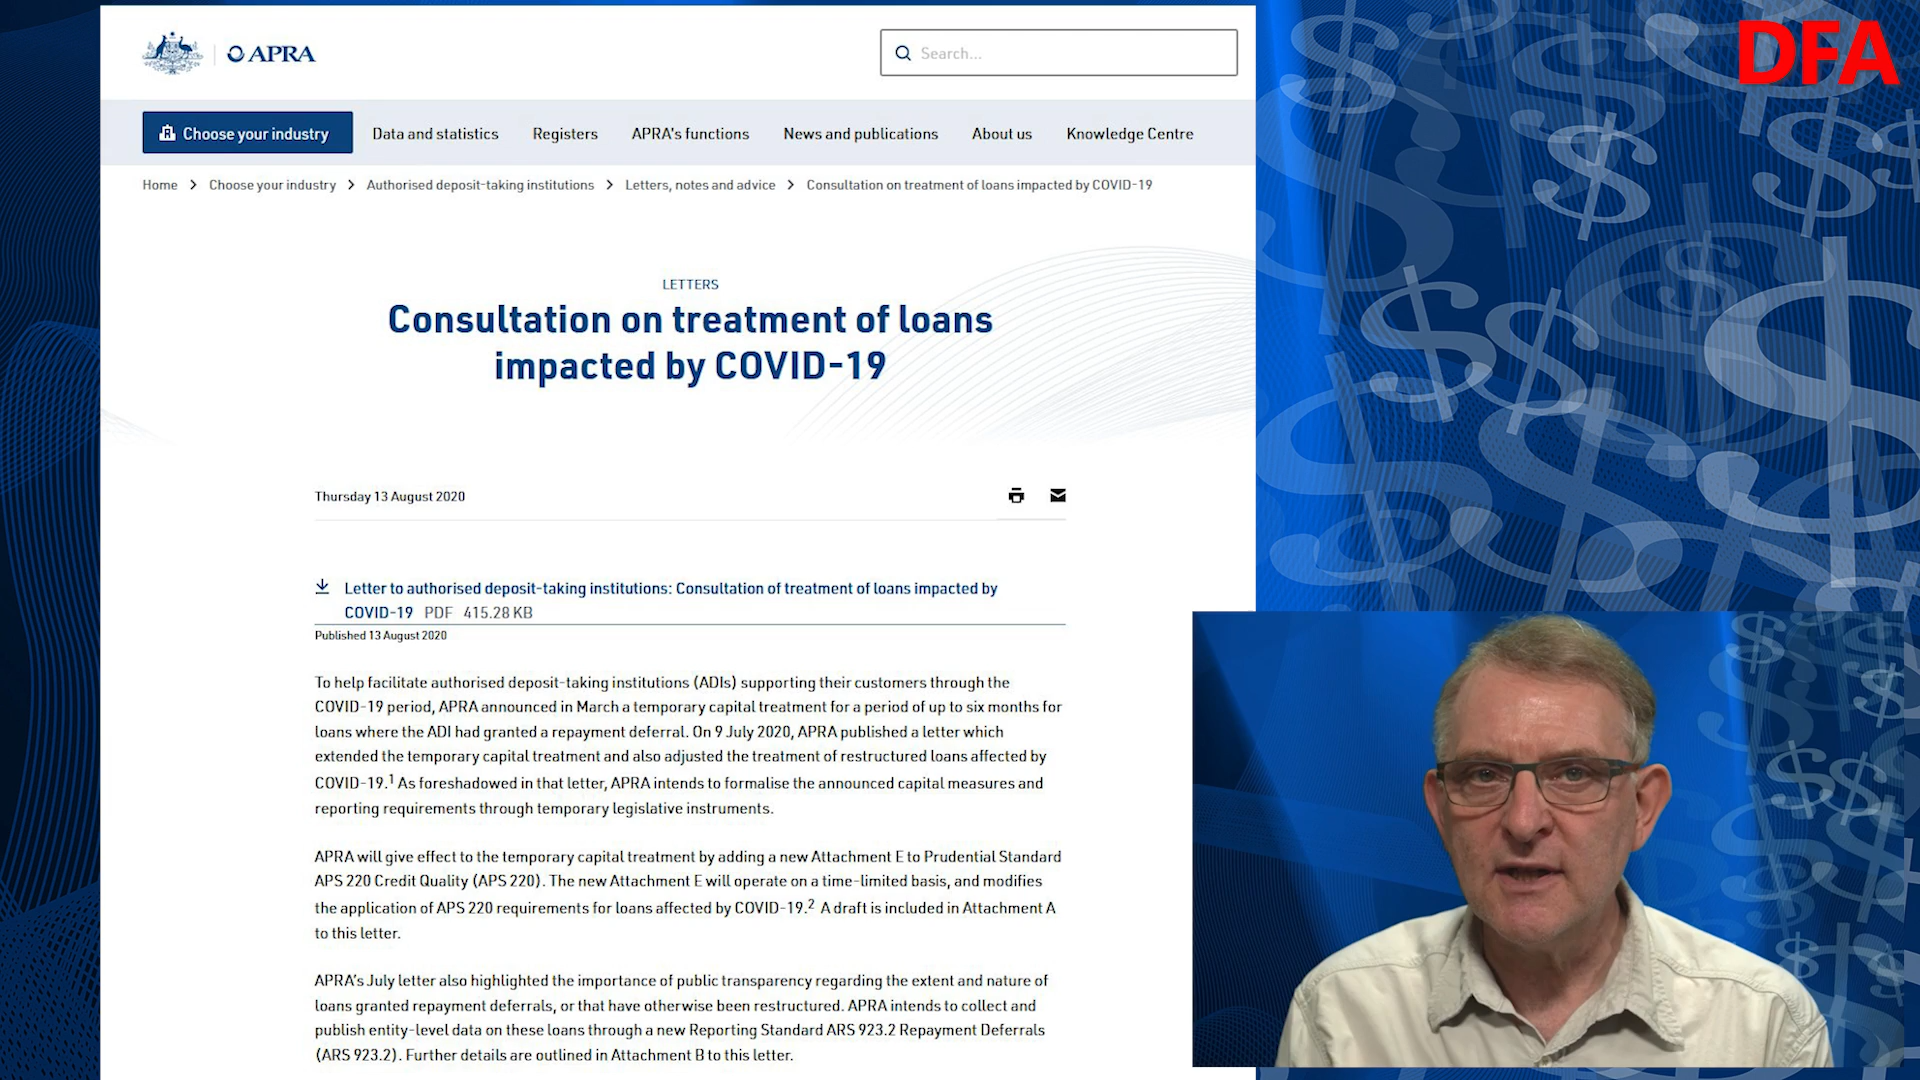 APRA
Search...
DFA
Choose your industry
Data and statistics
Registers
APRA's functions
News and publications
About us
Knowledge Centre
Home > Choose your industry > Authorised deposit-taking institutions > Letters, notes and advice > Consultation on treatment of loans impacted by COVID-19
LETTERS
Consultation on treatment of loans
impacted by COVID-19
Thursday 13 August 2020
Letter to authorised deposit-taking institutions: Consultation of treatment of loans impacted by
COVID-19 PDF 415.28 KB
Published 13 August 2020
To help facilitate authorised deposit-taking institutions (ADIs) supporting their customers through the
COVID-19 period, APRA announced in March a temporary capital treatment for a period of up to six months for
loans where the ADI had granted a repayment deferral. On 9 July 2020, APRA published a letter which
extended the temporary capital treatment and also adjusted the treatment of restructured loans affected by
COVID-19.1 As foreshadowed in that letter, APRA intends to formalise the announced capital measures and
reporting requirements through temporary legislative instruments.
APRA will give effect to the temporary capital treatment by adding a new Attachment E to Prudential Standard
APS 220 Credit Quality (APS 220). The new Attachment E will operate on a time-limited basis, and modifies
the application of APS 220 requirements for loans affected by COVID-19.2 A draft is included in Attachment A
to this letter.
APRA's July letter also highlighted the importance of public transparency regarding the extent and nature of
loans granted repayment deferrals, or that have otherwise been restructured. APRA intends to collect and
publish entity-level data on these loans through a new Reporting Standard ARS 923.2 Repayment Deferrals
(ARS 923.2). Further details are outlined in Attachment B to this letter.